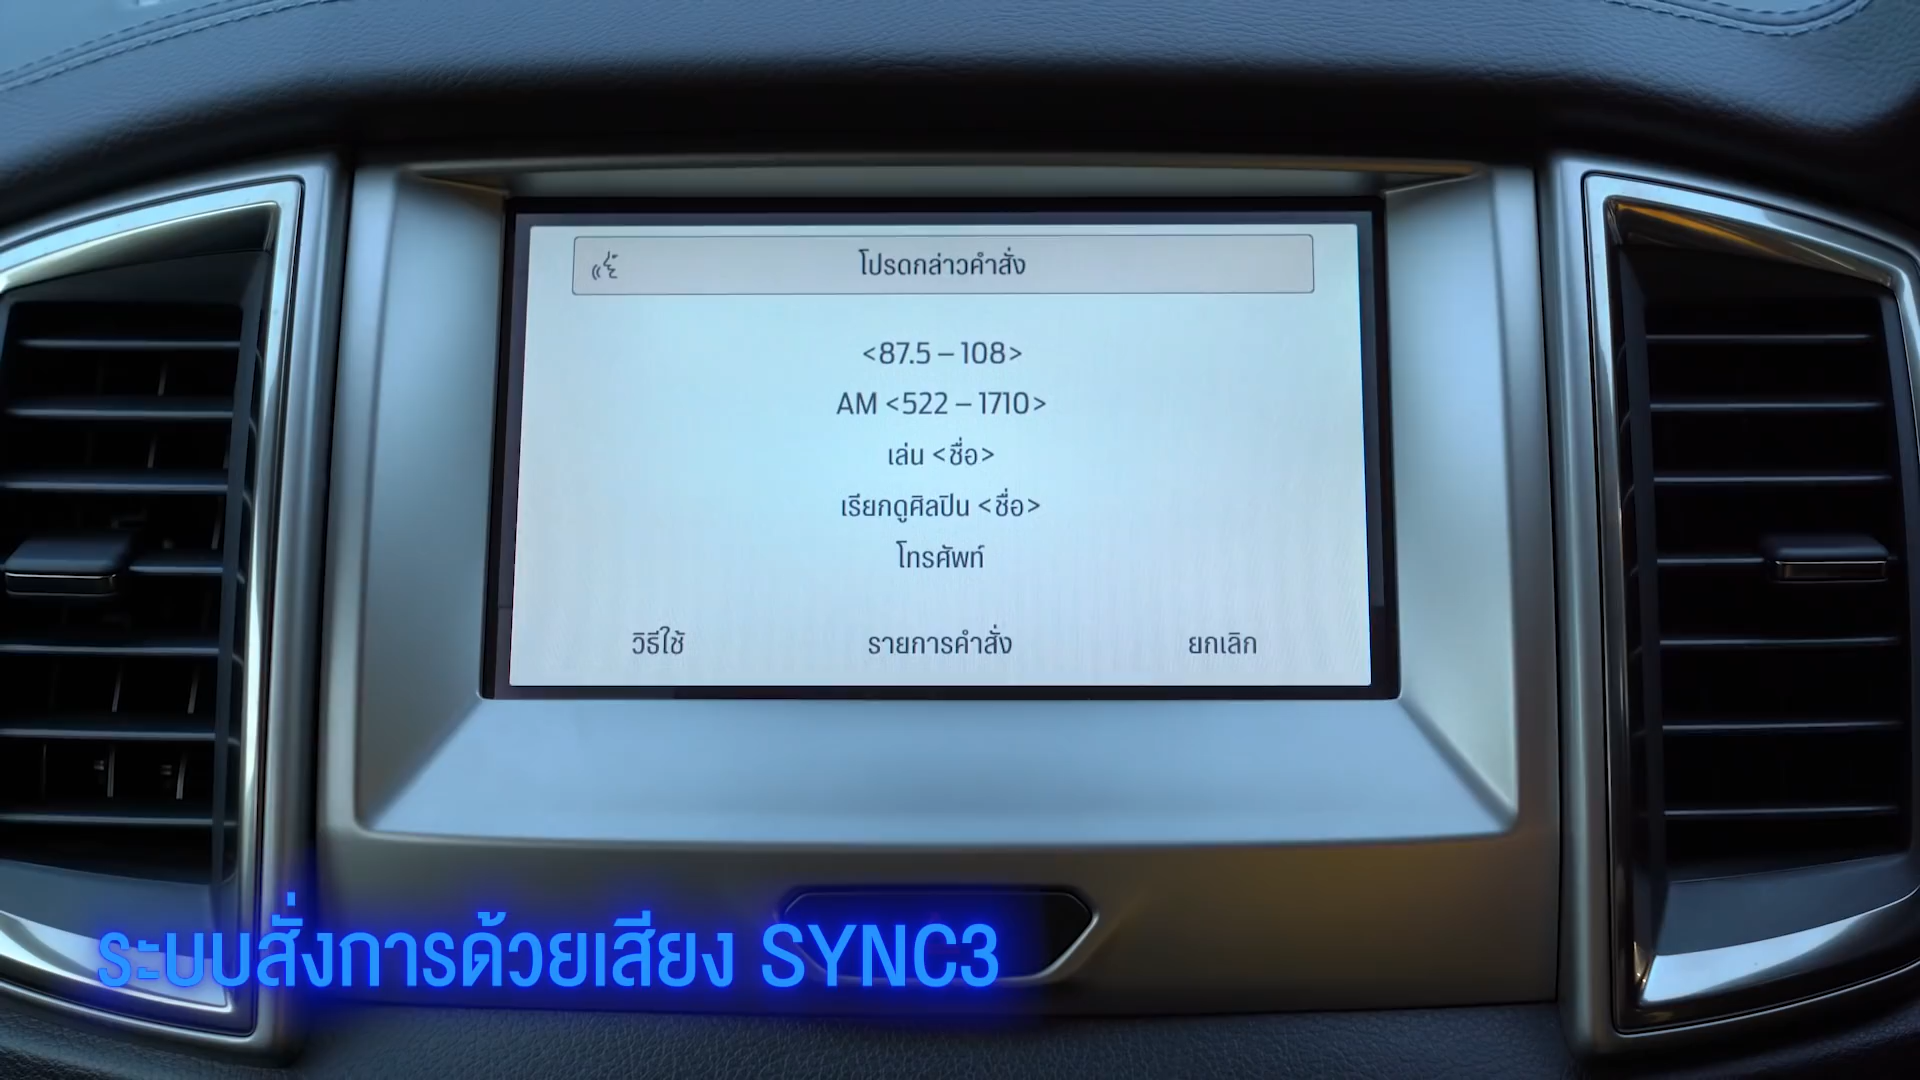 โปรดกล่าวคำสั่ง
<87.5 – 108>
AM <522 – 1710>
เล่น <ชื่อ>
เรียกดูศิลปิน <ชื่อ>
โทรศัพท์
วิธีใช้ รายการคำสั่ง ยกเลิก
ระบบสั่งการด้วยเสียง SYNC3